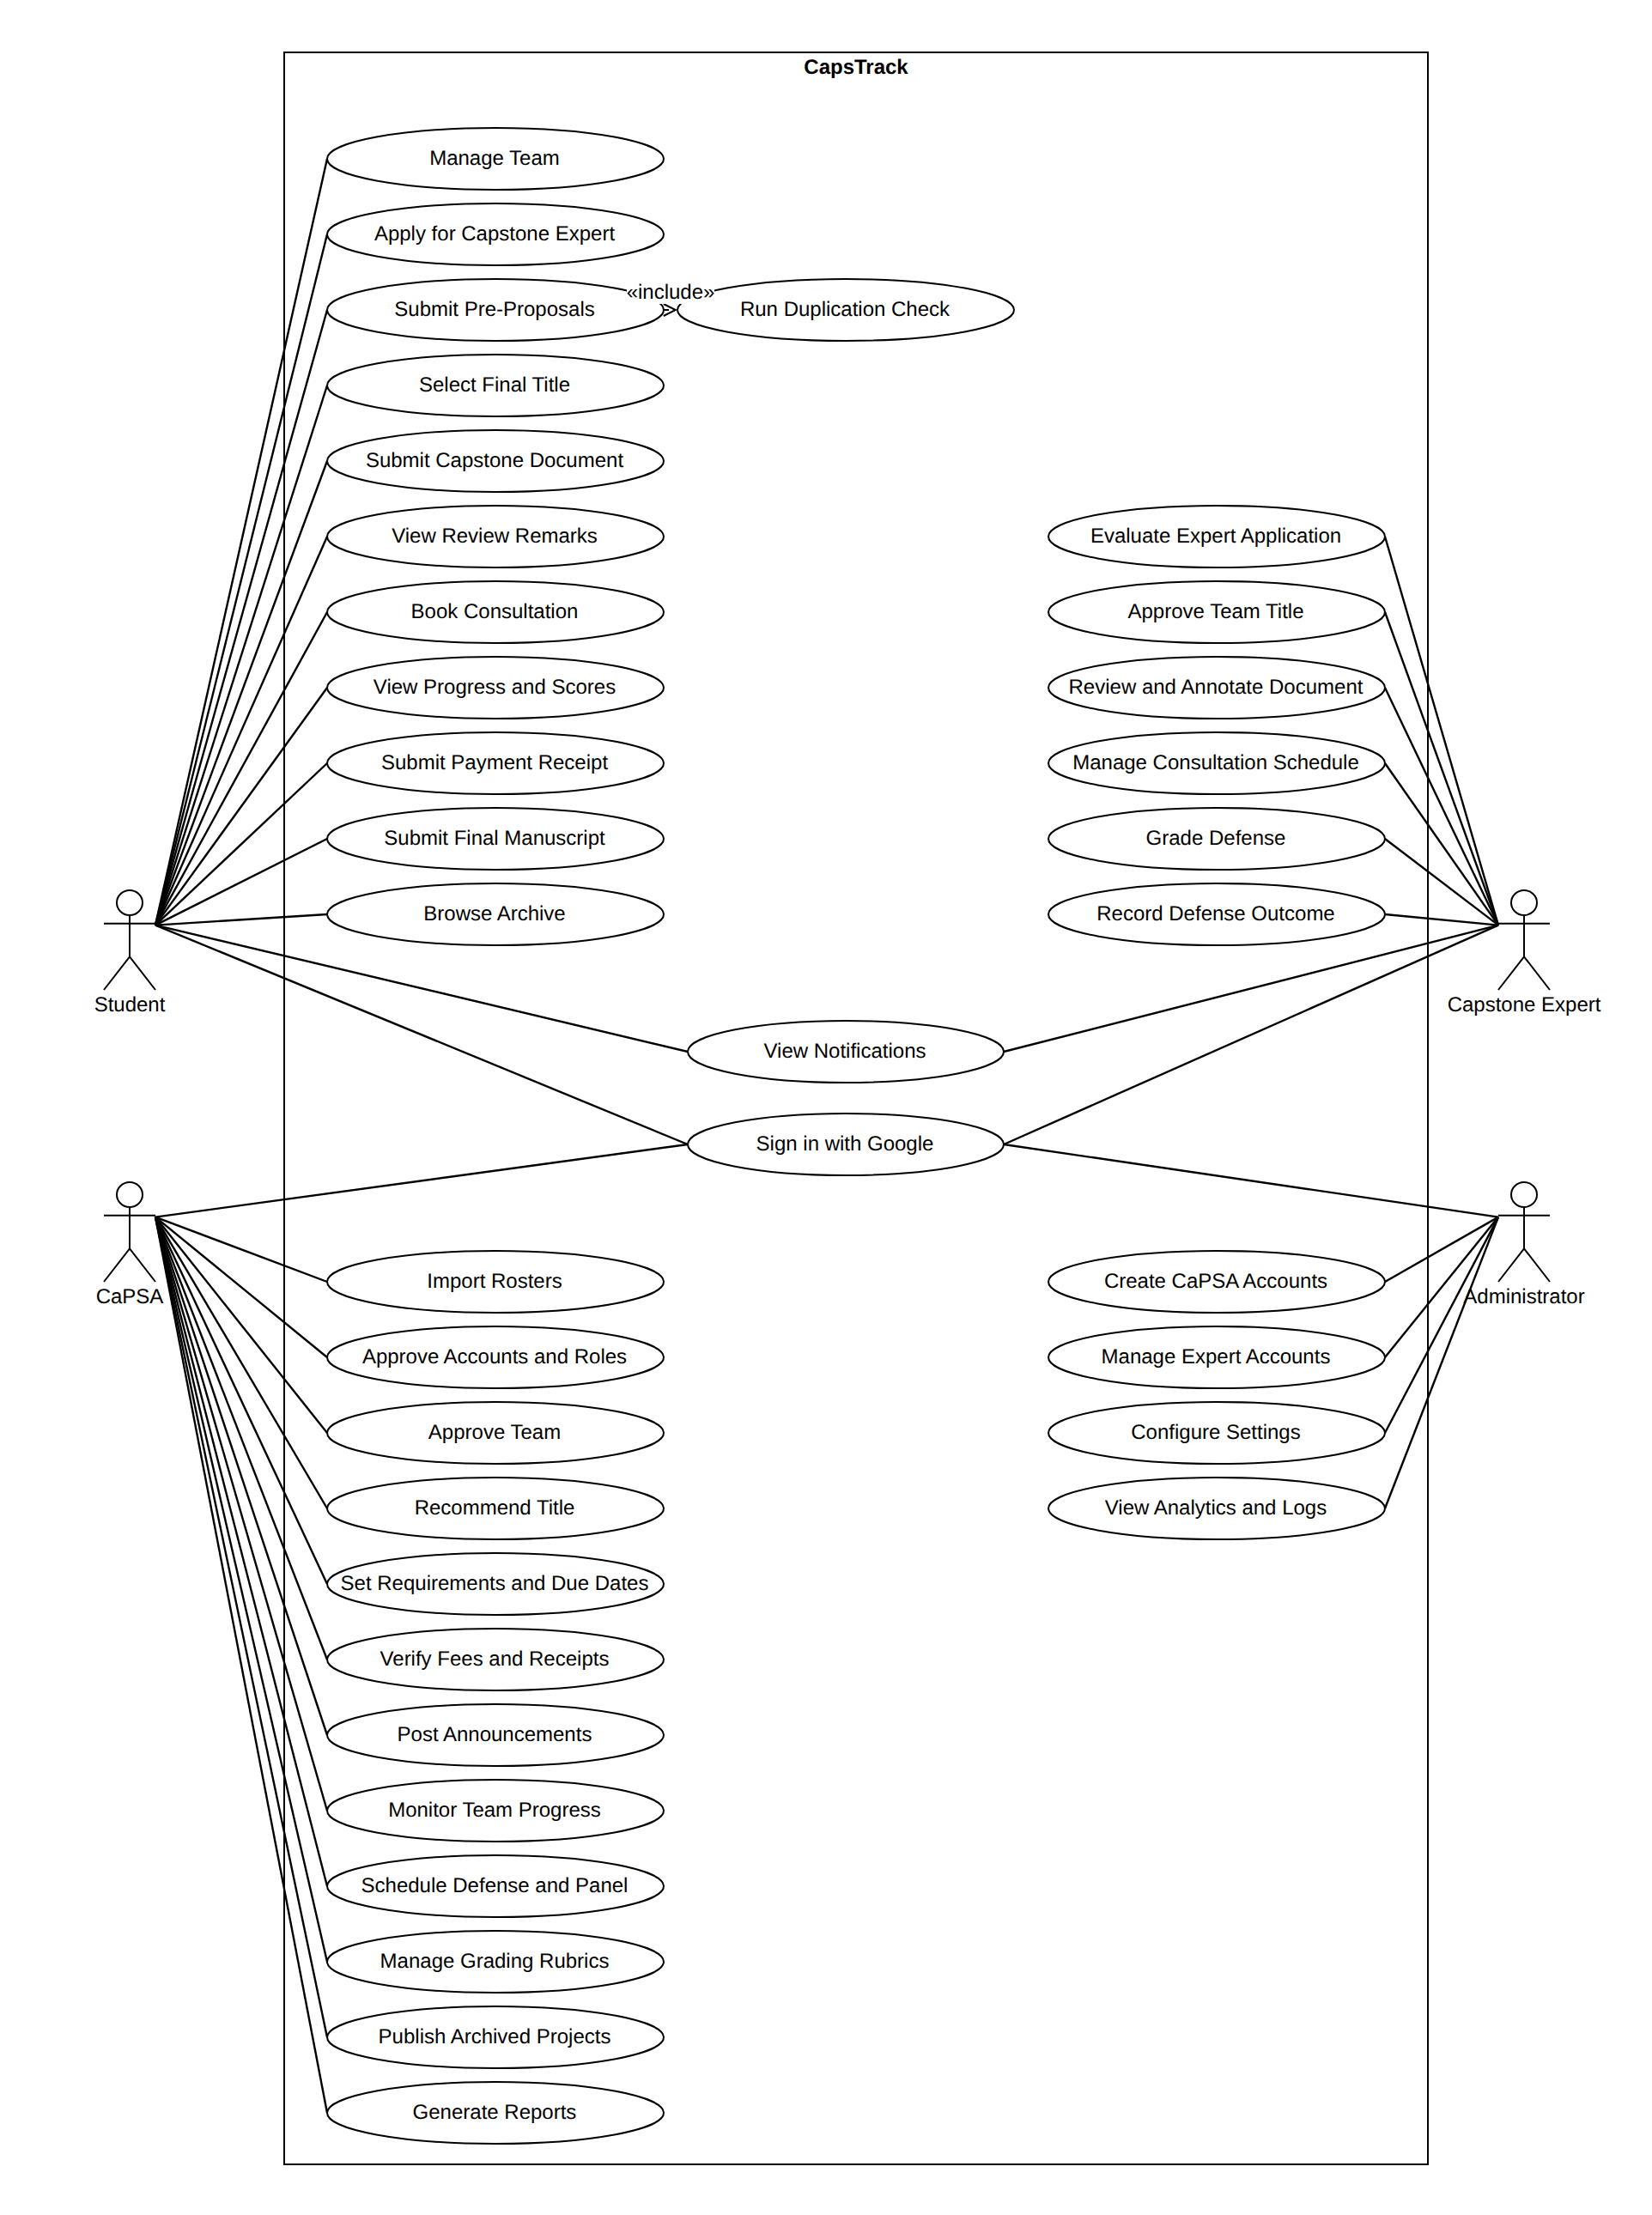 CapsTrack
Manage Team
Apply for Capstone Expert
«include»
Submit Pre-Proposals
Run Duplication Check
Select Final Title
Submit Capstone Document
View Review Remarks
Evaluate Expert Application
Book Consultation
Approve Team Title
View Progress and Scores
Review and Annotate Document
Submit Payment Receipt
Manage Consultation Schedule
Submit Final Manuscript
Grade Defense
Browse Archive
Record Defense Outcome
Student
Capstone Expert
View Notifications
Sign in with Google
Import Rosters
Create CaPSA Accounts
CaPSA
Administrator
Approve Accounts and Roles
Manage Expert Accounts
Approve Team
Configure Settings
Recommend Title
View Analytics and Logs
Set Requirements and Due Dates
Verify Fees and Receipts
Post Announcements
Monitor Team Progress
Schedule Defense and Panel
Manage Grading Rubrics
Publish Archived Projects
Generate Reports